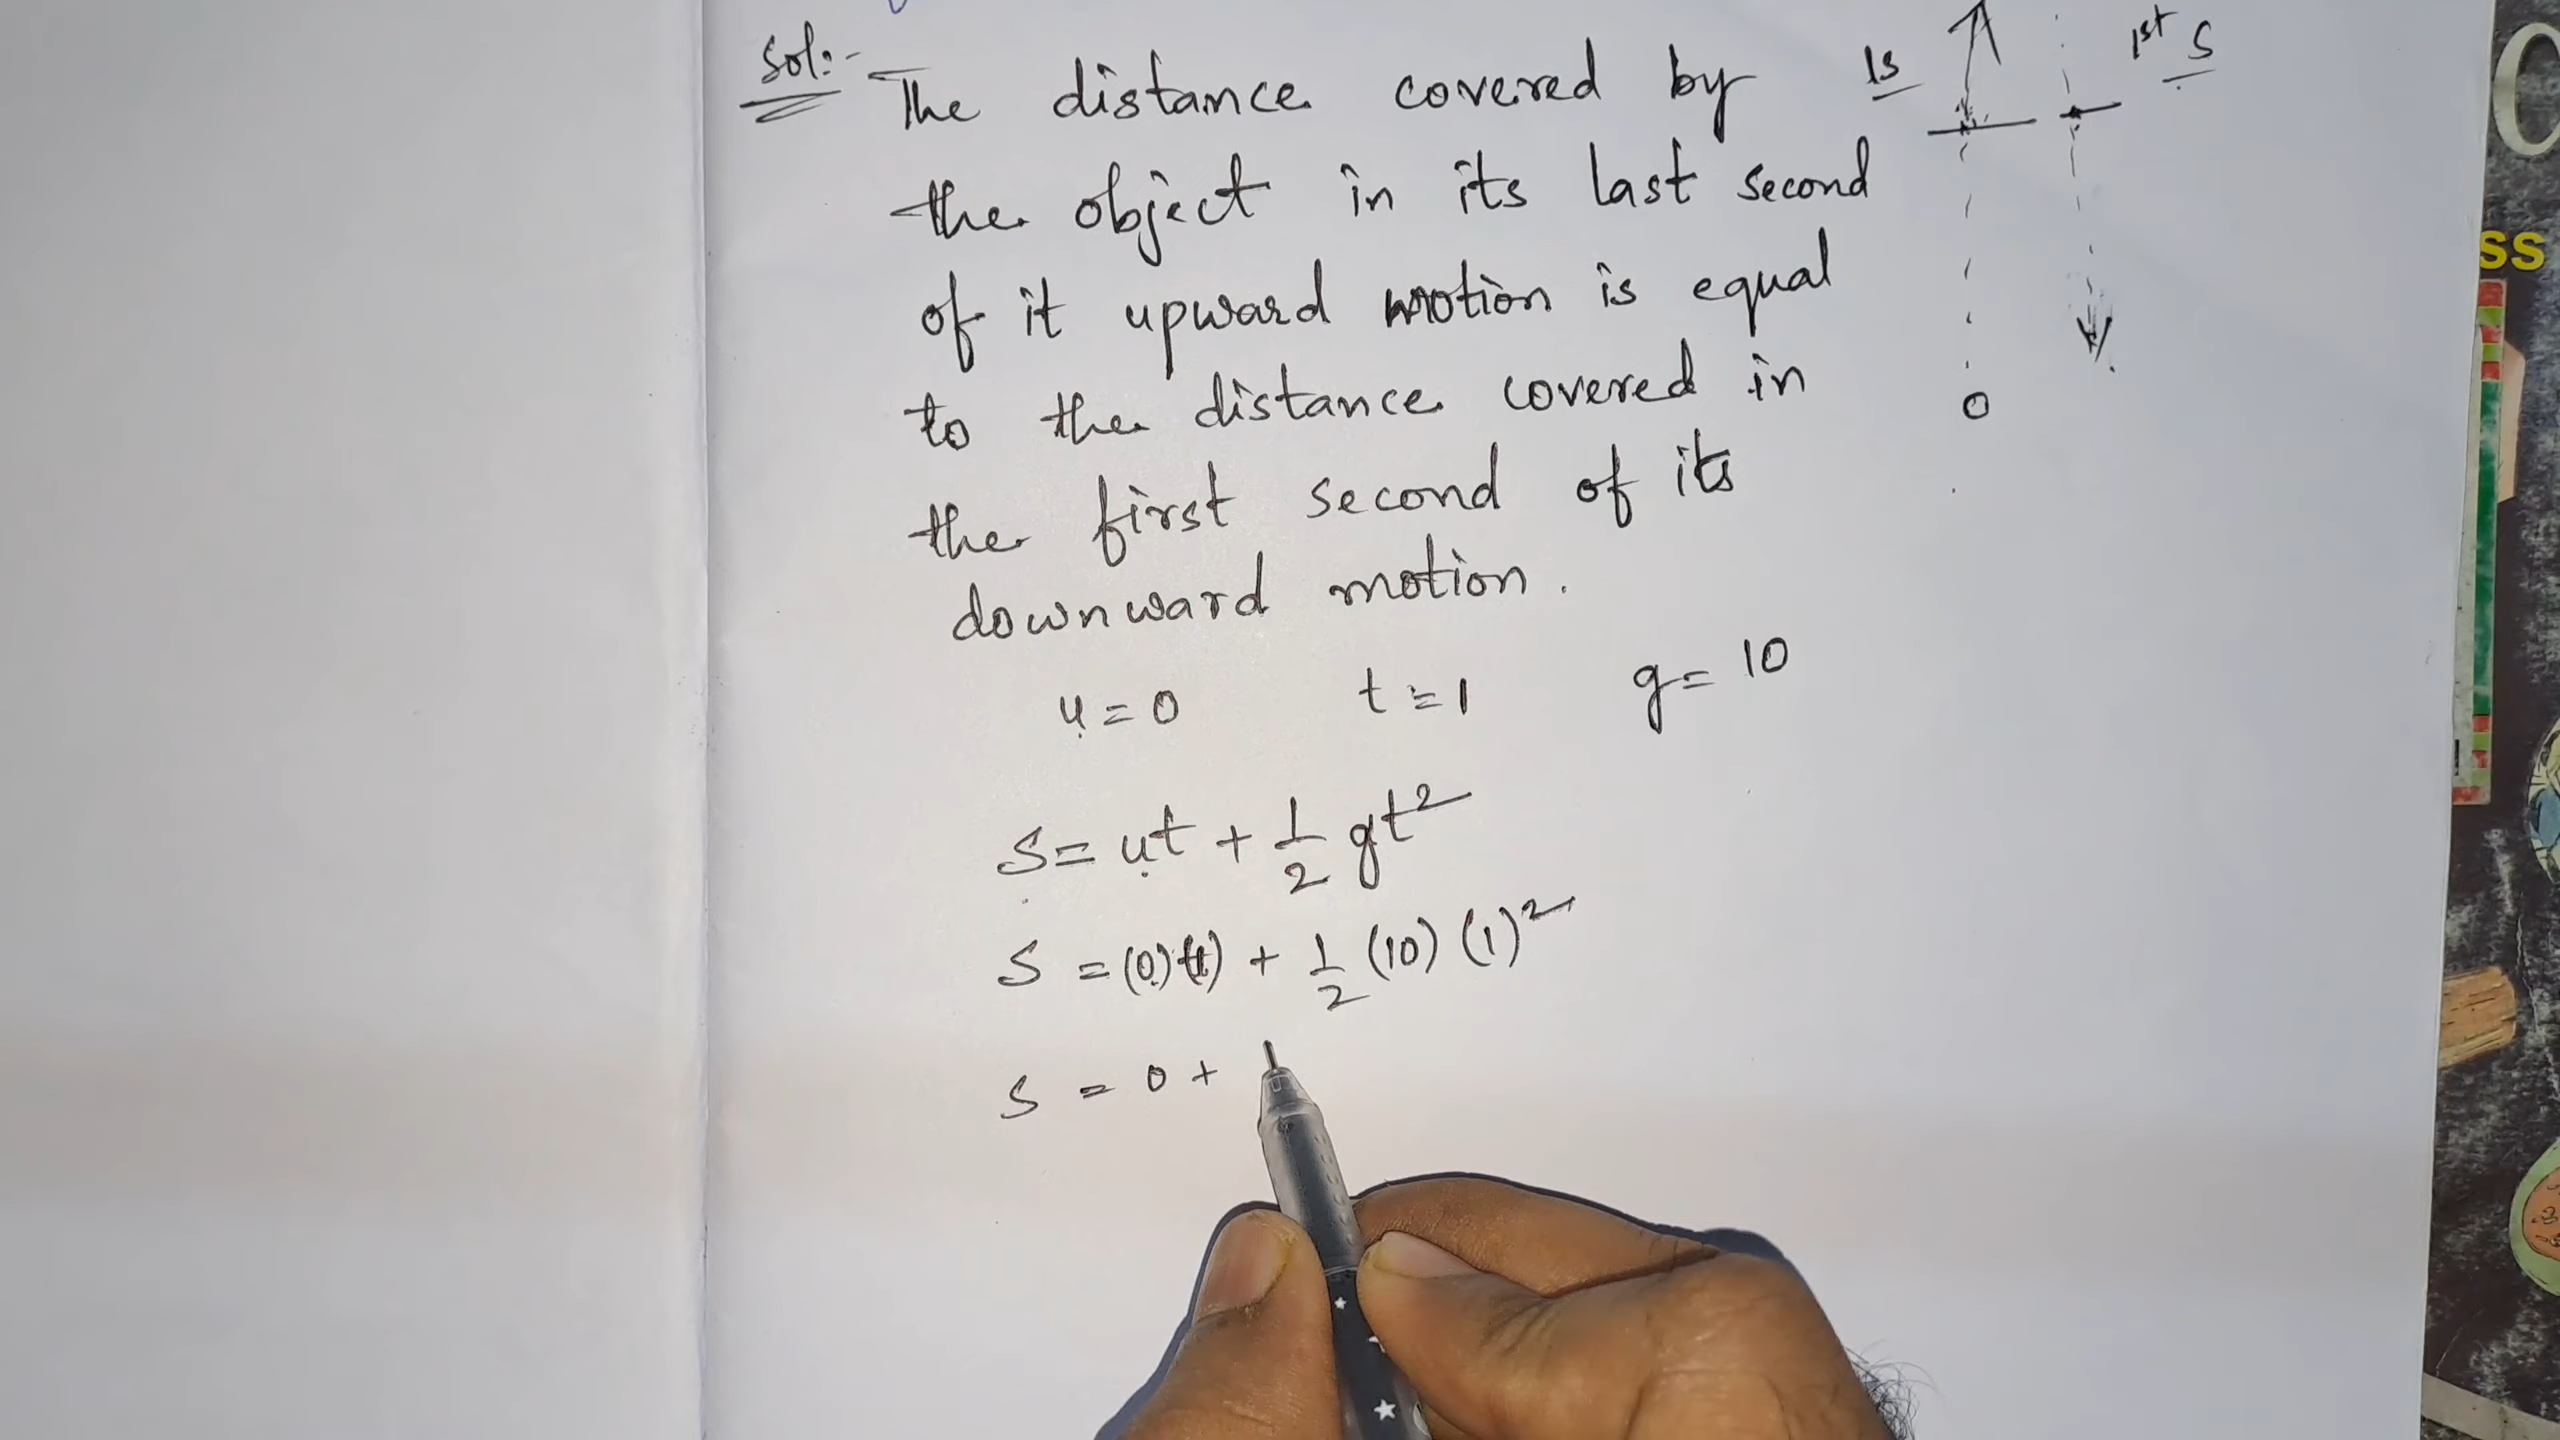 Sol:- The distance covered by
the object in its last second
of it upward motion is equal
to the distance covered in
the first second of its
downward motion.
u = 0 t = 1 g = 10
S = ut + 1/2 gt²
S = (0)(1) + 1/2 (10) (1)²
S = 0 +
1s
1st s
0
ss